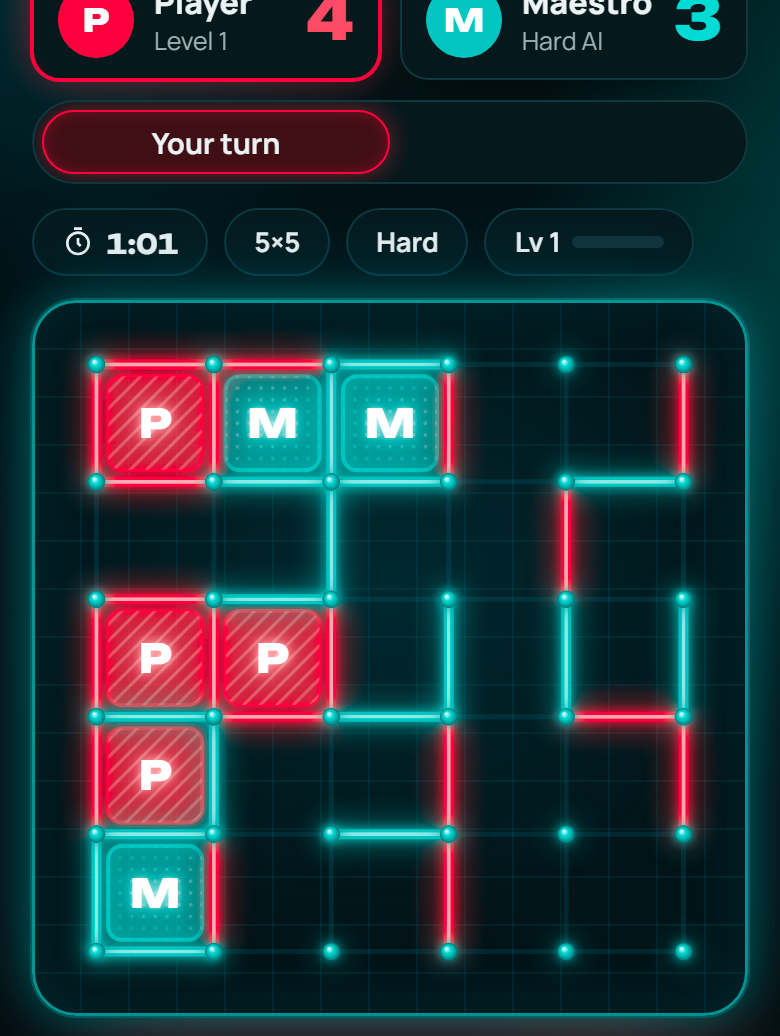 P Player 4
Level 1
M Maestro 3
Hard AI
Your turn
1:01 5×5 Hard Lv 1
P M M
P P
P
M